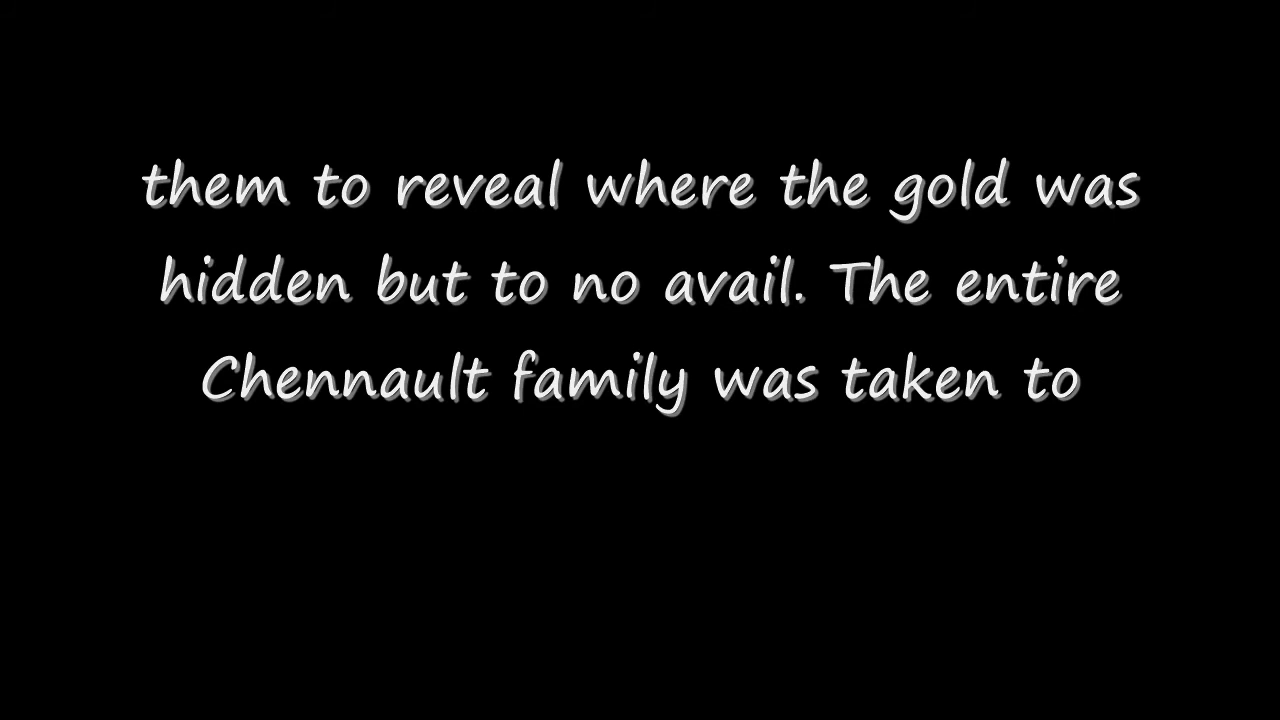 them to reveal where the gold was
hidden but to no avail. The entire
Chennault family was taken to